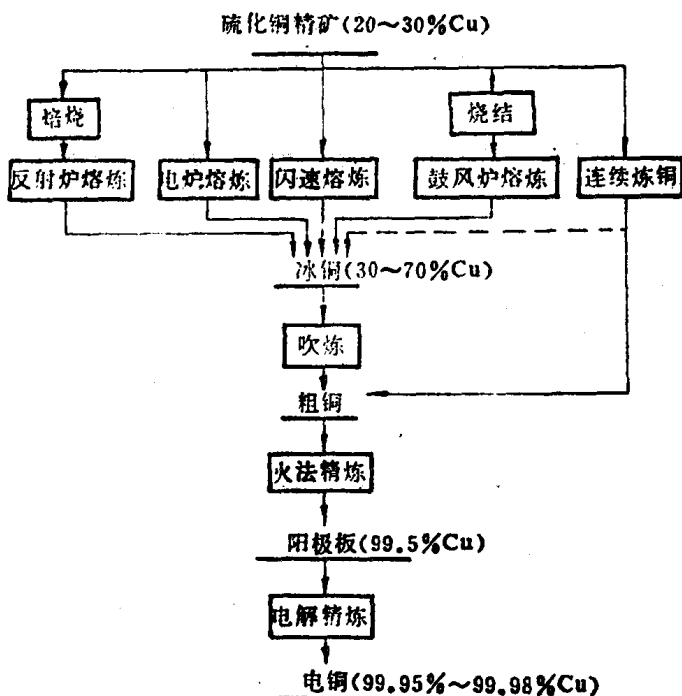 硫化铜精矿(20～30%Cu)
焙烧
烧结
反射炉熔炼
电炉熔炼
闪速熔炼
鼓风炉熔炼
连续炼铜
冰铜(30～70%Cu)
吹炼
粗铜
火法精炼
阳极板(99.5%Cu)
电解精炼
电铜(99.95%～99.98%Cu)